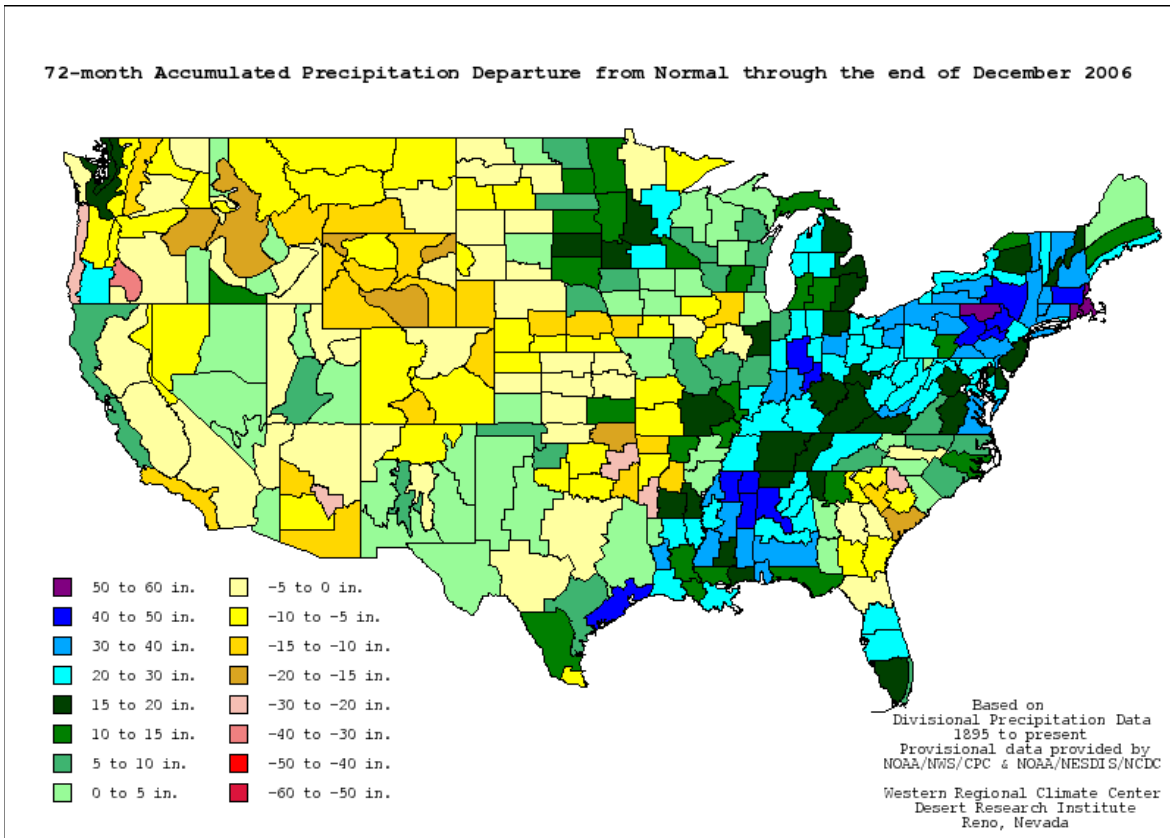 72-month Accumulated Precipitation Departure from Normal through the end of December 2006
50 to 60 in.
40 to 50 in.
30 to 40 in.
20 to 30 in.
15 to 20 in.
10 to 15 in.
5 to 10 in.
0 to 5 in.
-5 to 0 in.
-10 to -5 in.
-15 to -10 in.
-20 to -15 in.
-30 to -20 in.
-40 to -30 in.
-50 to -40 in.
-60 to -50 in.
Based on
Divisional Precipitation Data
1895 to present
Provisional data provided by
NOAA/NWS/CPC & NOAA/NESDIS/NCDC
Western Regional Climate Center
Desert Research Institute
Reno, Nevada